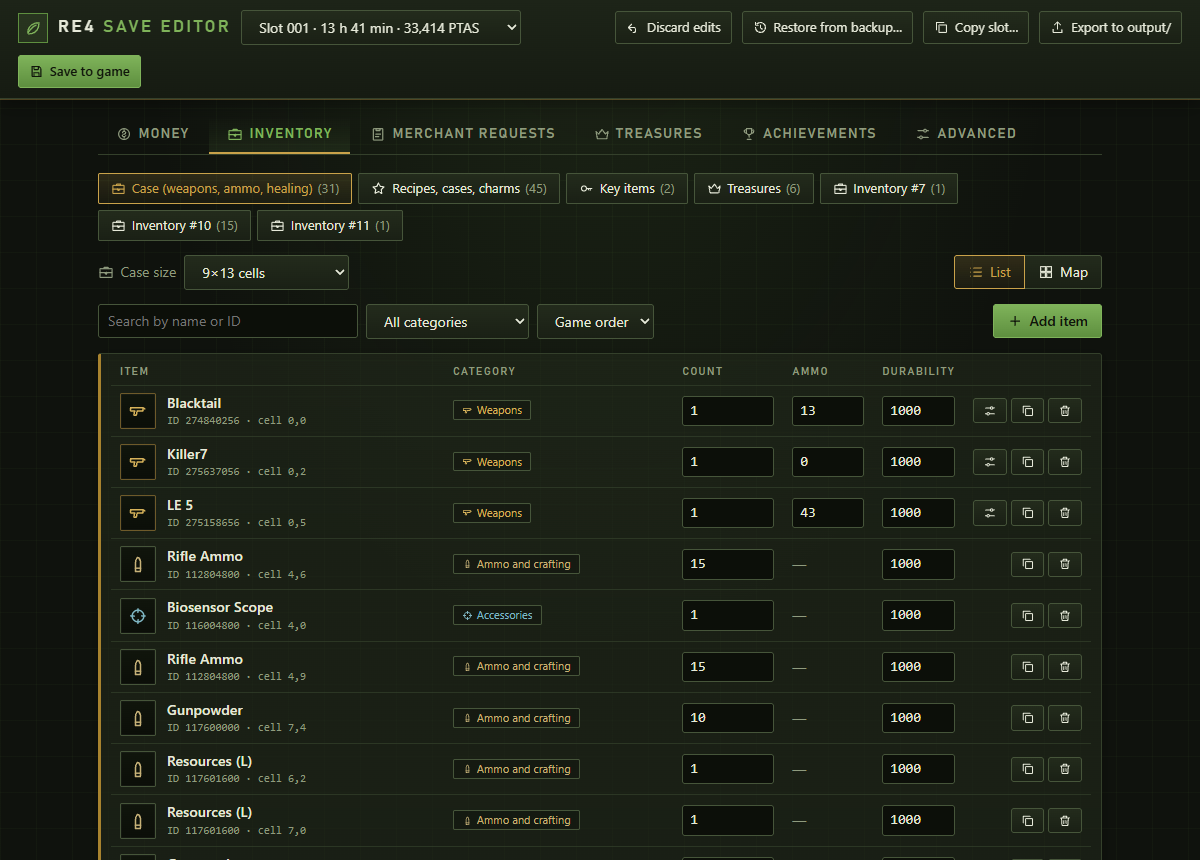 RE4 SAVE EDITOR
Slot 001 · 13 h 41 min · 33,414 PTAS
Discard edits
Restore from backup...
Copy slot...
Export to output/
Save to game
MONEY
INVENTORY
MERCHANT REQUESTS
TREASURES
ACHIEVEMENTS
ADVANCED
Case (weapons, ammo, healing) (31)
Recipes, cases, charms (45)
Key items (2)
Treasures (6)
Inventory #7 (1)
Inventory #10 (15)
Inventory #11 (1)
Case size
9×13 cells
List
Map
Search by name or ID
All categories
Game order
+ Add item
ITEM CATEGORY COUNT AMMO DURABILITY
Blacktail
ID 274840256 · cell 0,0
Weapons
1
13
1000
Killer7
ID 275637056 · cell 0,2
Weapons
1
0
1000
LE 5
ID 275158656 · cell 0,5
Weapons
1
43
1000
Rifle Ammo
ID 112804800 · cell 4,6
Ammo and crafting
15
—
1000
Biosensor Scope
ID 116004800 · cell 4,0
Accessories
1
—
1000
Rifle Ammo
ID 112804800 · cell 4,9
Ammo and crafting
15
—
1000
Gunpowder
ID 117600000 · cell 7,4
Ammo and crafting
10
—
1000
Resources (L)
ID 117601600 · cell 6,2
Ammo and crafting
1
—
1000
Resources (L)
ID 117601600 · cell 7,0
Ammo and crafting
1
—
1000